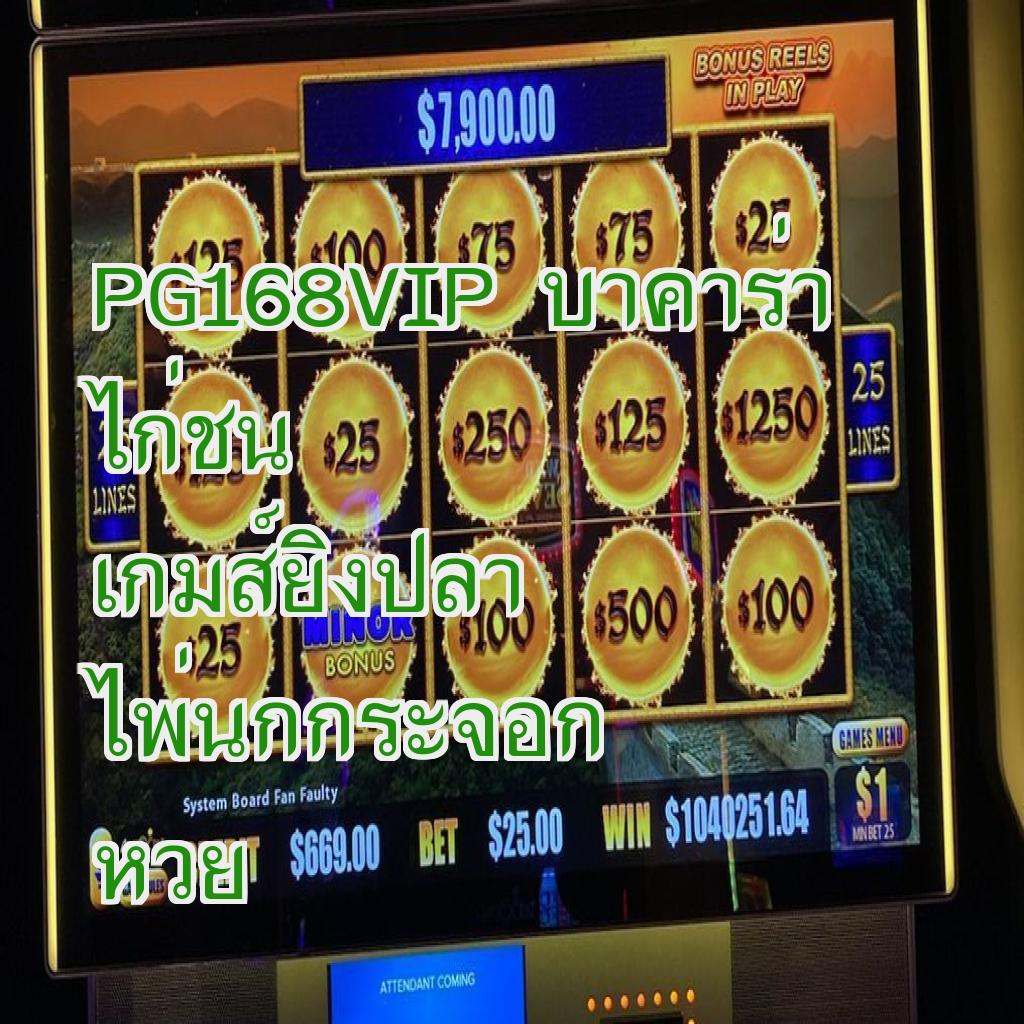 BONUS REELS
IN PLAY
$7,900.00
$125 $100 $75 $75 $25
PG168VIP บาคาร่า
ไก่ชน
$25 $250 $125 $1250
25
LINES
LINES
เกมส์ยิงปลา
$25 MINOR
BONUS $100 $500 $100
ไพ่นกกระจอก
GAMES MENU
System Board Fan Faulty
$669.00 BET $25.00 WIN $1040251.64
$1
MIN BET 25
หวย
ATTENDANT COMING